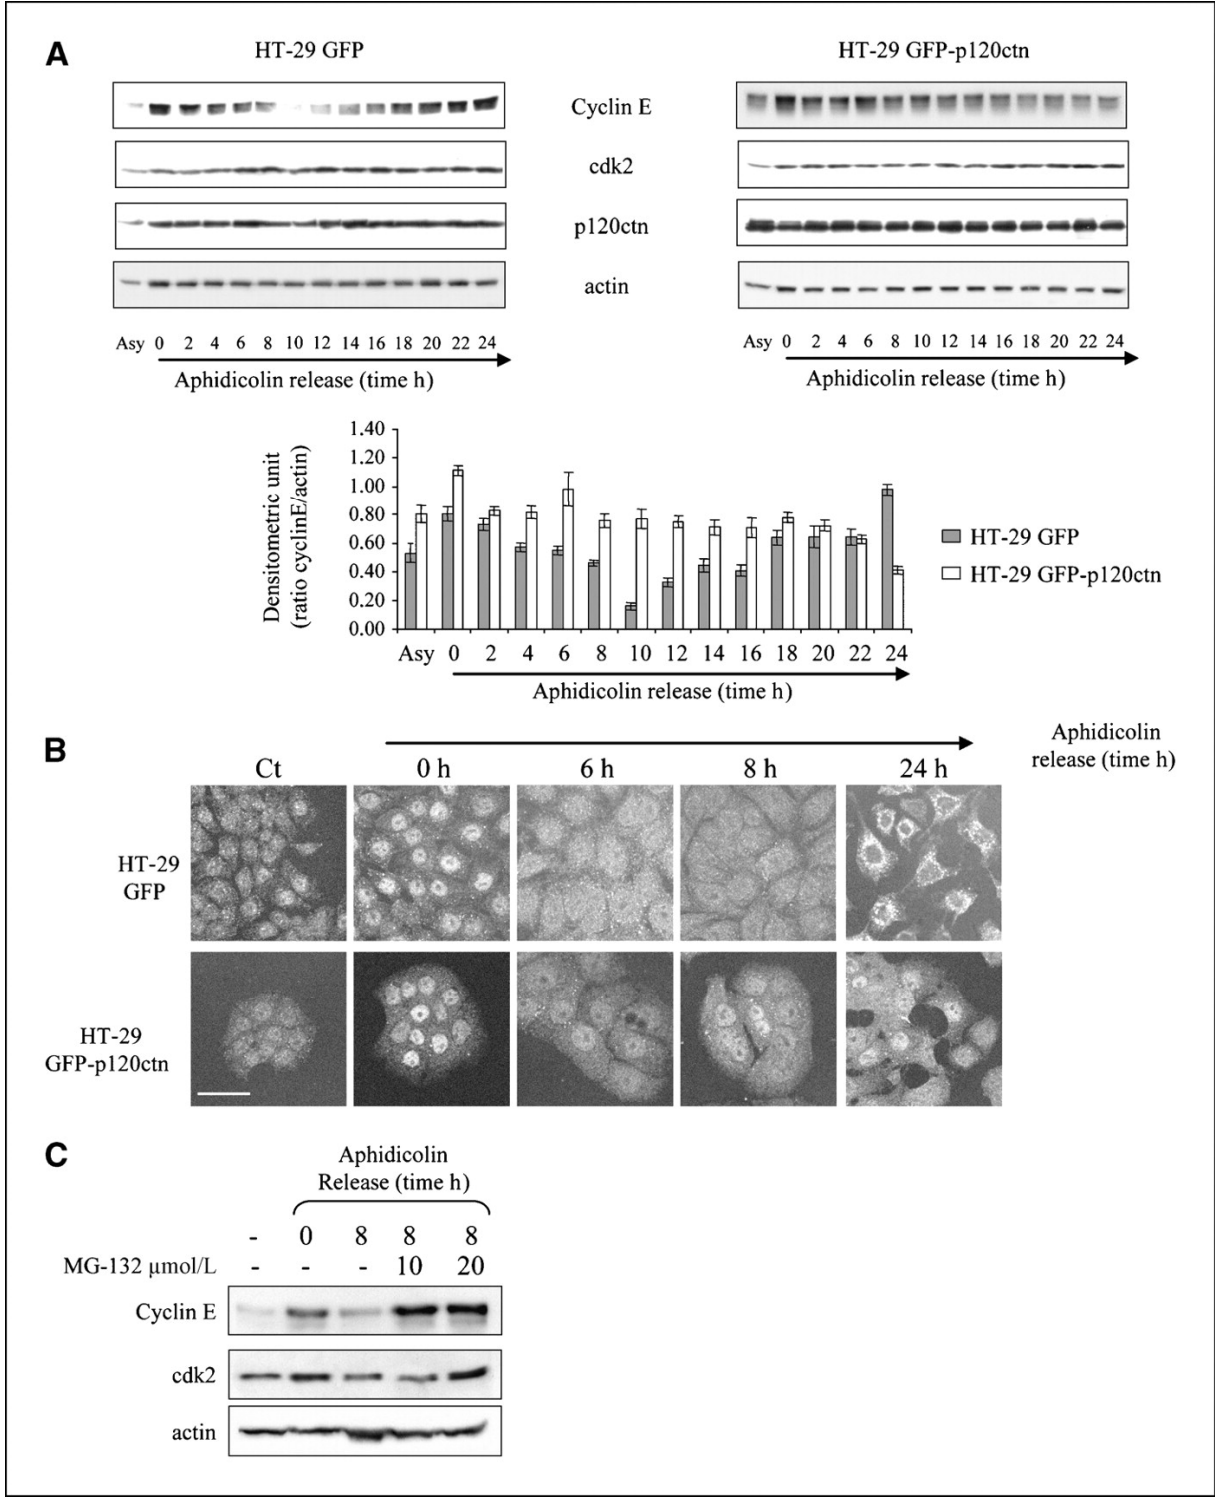 A
HT-29 GFP
HT-29 GFP-p120ctn
Cyclin E
cdk2
p120ctn
actin
Asy 0 2 4 6 8 10 12 14 16 18 20 22 24
Aphidicolin release (time h)
Asy 0 2 4 6 8 10 12 14 16 18 20 22 24
Aphidicolin release (time h)
Densitometric unit
(ratio cyclinE/actin)
1.40
1.20
1.00
0.80
0.60
0.40
0.20
0.00
HT-29 GFP
HT-29 GFP-p120ctn
Asy 0 2 4 6 8 10 12 14 16 18 20 22 24
Aphidicolin release (time h)
B
Aphidicolin
release (time h)
Ct 0 h 6 h 8 h 24 h
HT-29
GFP
HT-29
GFP-p120ctn
C
Aphidicolin
Release (time h)
- 0 8 8 8
MG-132 µmol/L - - - 10 20
Cyclin E
cdk2
actin